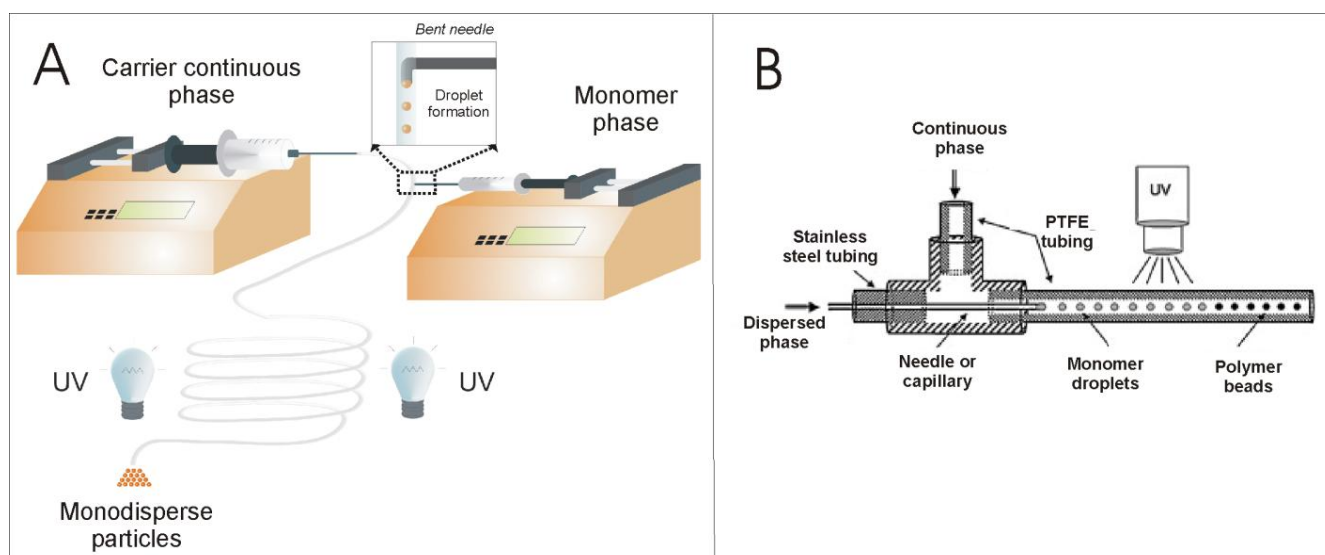 A
Bent needle
Carrier continuous
phase
Droplet
formation
Monomer
phase
UV
UV
Monodisperse
particles
B
Continuous
phase
UV
PTFE
tubing
Stainless
steel tubing
Dispersed
phase
Needle or
capillary
Monomer
droplets
Polymer
beads